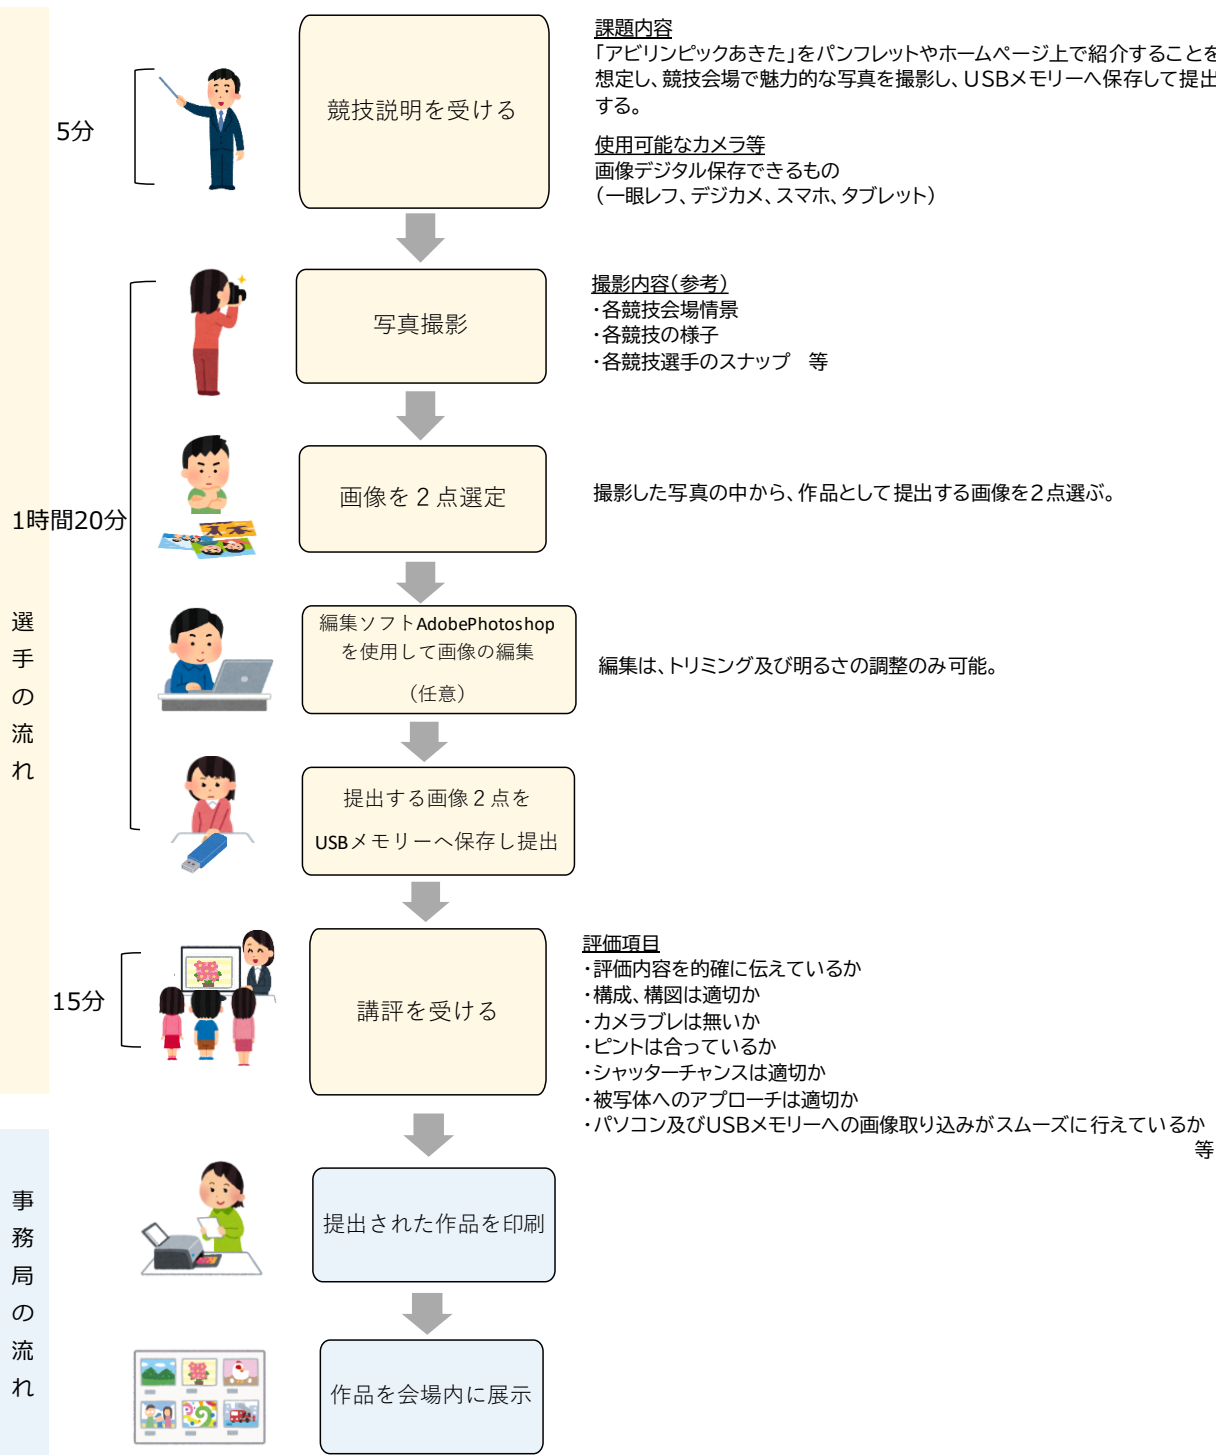 課題内容
「アビリンピックあきた」をパンフレットやホームページ上で紹介することを
想定し、競技会場で魅力的な写真を撮影し、USBメモリーへ保存して提出
する。
使用可能なカメラ等
画像デジタル保存できるもの
（一眼レフ、デジカメ、スマホ、タブレット）
5分
競技説明を受ける
写真撮影
撮影内容（参考）
・各競技会場情景
・各競技の様子
・各競技選手のスナップ　等
1時間20分
画像を２点選定
撮影した写真の中から、作品として提出する画像を２点選ぶ。
編集ソフトAdobePhotoshop
を使用して画像の編集
（任意）
編集は、トリミング及び明るさの調整のみ可能。
選手の流れ
提出する画像２点を
USBメモリーへ保存し提出
15分
講評を受ける
評価項目
・評価内容を的確に伝えているか
・構成、構図は適切か
・カメラブレは無いか
・ピントは合っているか
・シャッターチャンスは適切か
・被写体へのアプローチは適切か
・パソコン及びUSBメモリーへの画像取り込みがスムーズに行えているか
等
事務局の流れ
提出された作品を印刷
作品を会場内に展示